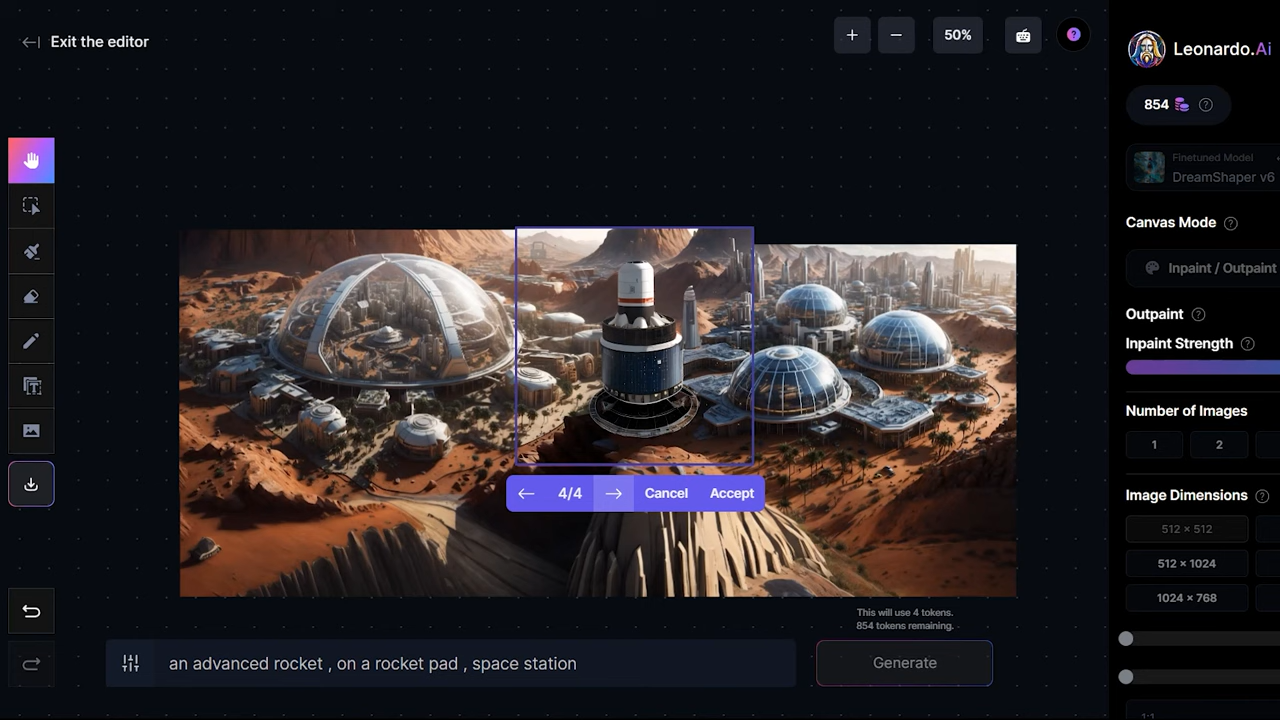 Exit the editor
50%
Leonardo.Ai
854
Finetuned Model
DreamShaper v6
Canvas Mode
Inpaint / Outpaint
Outpaint
Inpaint Strength
Number of Images
1 2
Image Dimensions
512 × 512
512 × 1024
1024 × 768
4/4 Cancel Accept
This will use 4 tokens.
854 tokens remaining.
an advanced rocket , on a rocket pad , space station
Generate
1:1